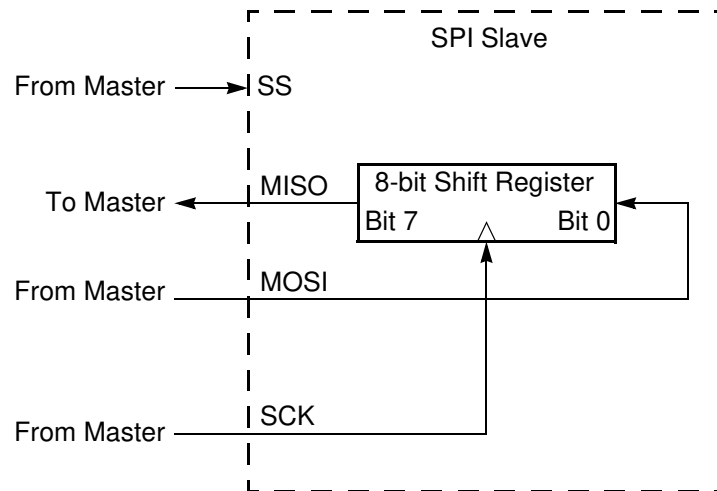 SPI Slave
From Master
SS
To Master
MISO
8-bit Shift Register
Bit 7
Bit 0
From Master
MOSI
From Master
SCK